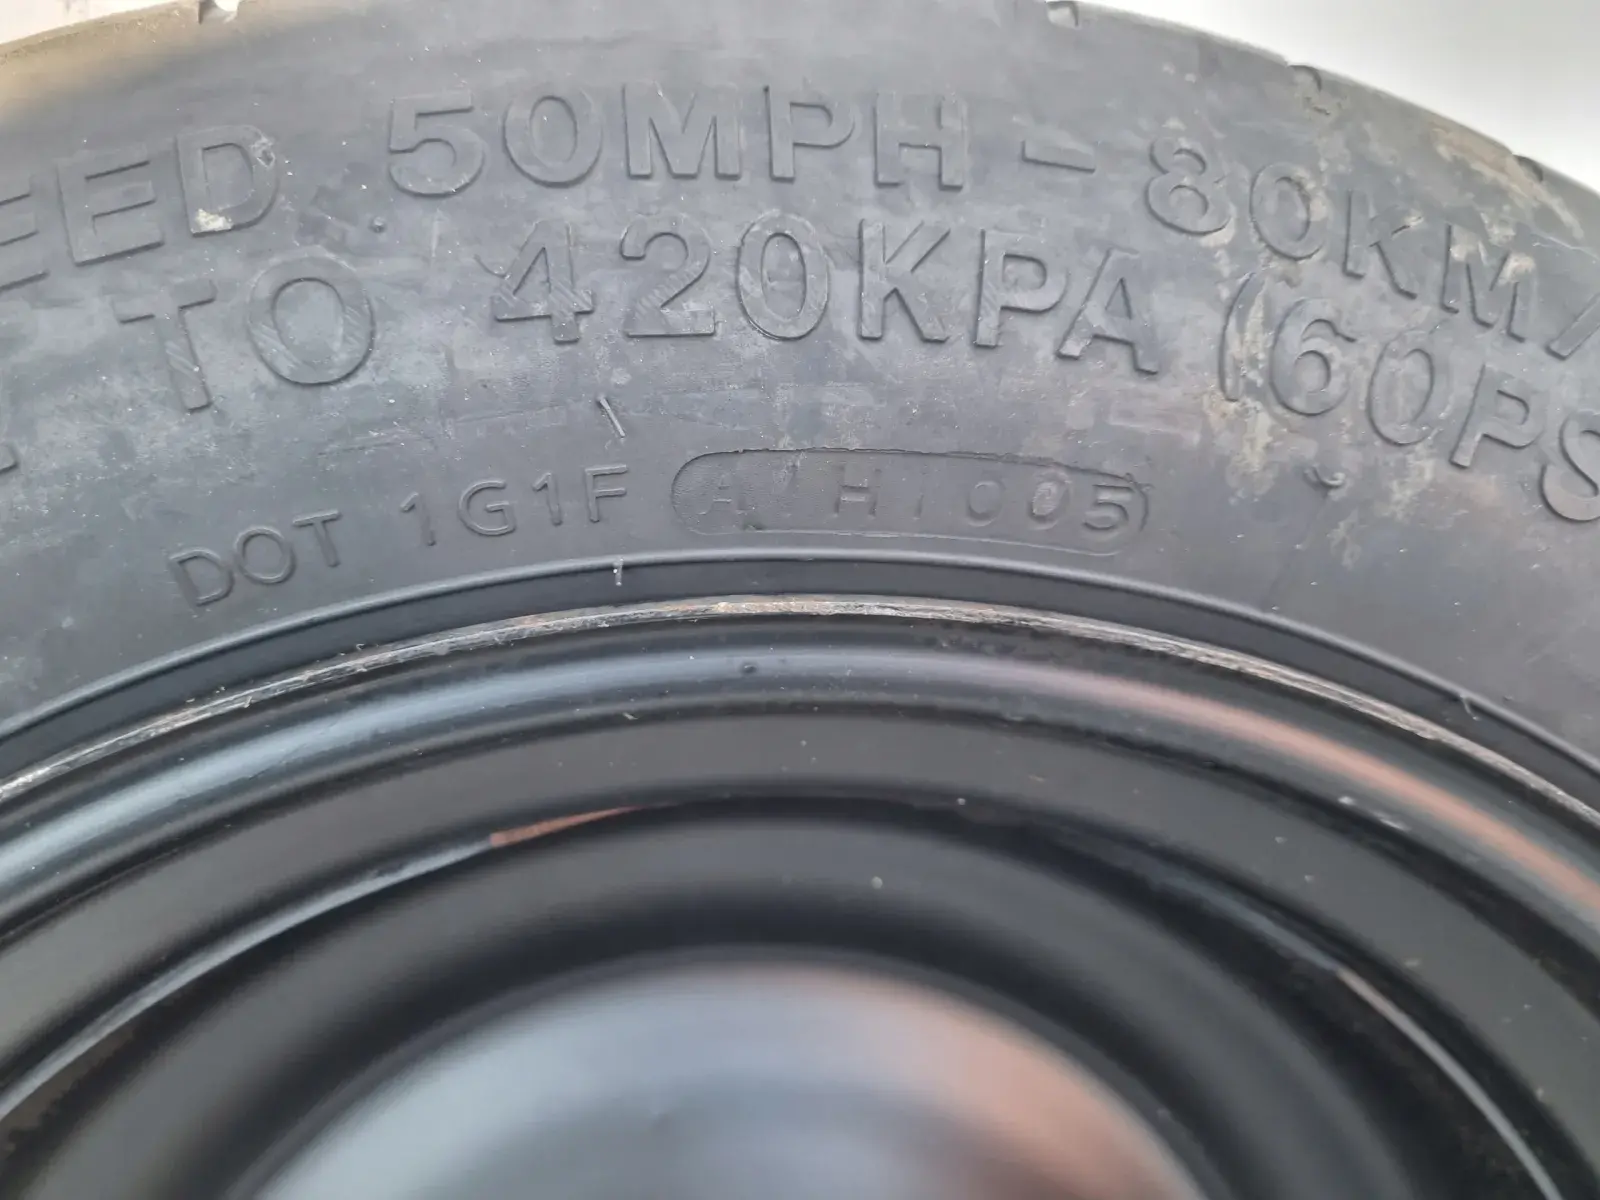 EED 50MPH - 80KM/
TO 420KPA (60PS
DOT 1G1F A H1005